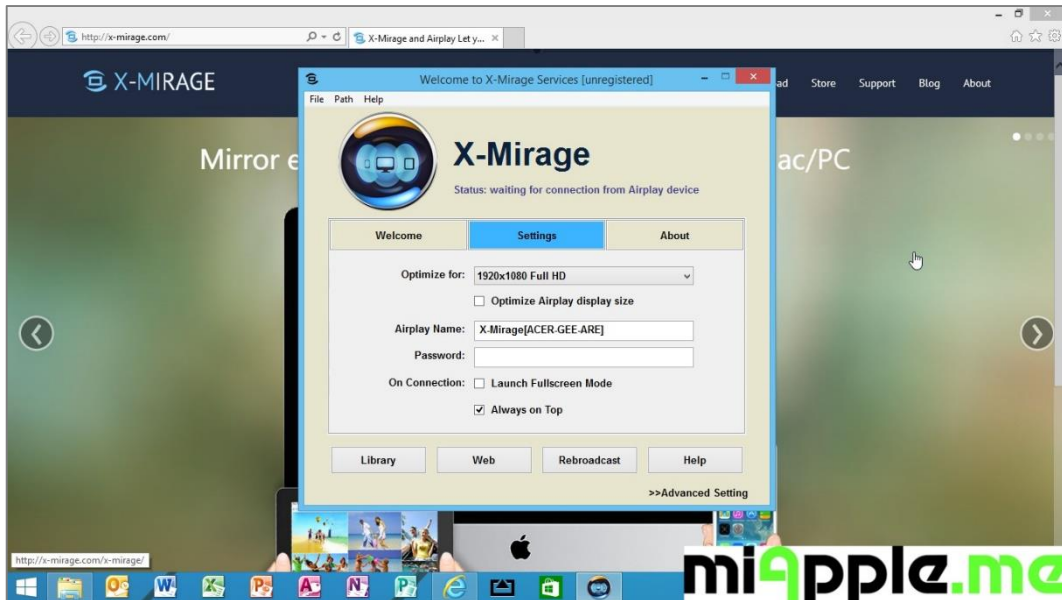 http://x-mirage.com/
X-Mirage and Airplay Let y...
X-MIRAGE
ad Store Support Blog About
Mirror e
ac/PC
Welcome to X-Mirage Services [unregistered]
File Path Help
X-Mirage
Status: waiting for connection from Airplay device
Welcome Settings About
Optimize for: 1920x1080 Full HD
Optimize Airplay display size
Airplay Name: X-Mirage[ACER-GEE-ARE]
Password:
On Connection: Launch Fullscreen Mode
Always on Top
Library Web Rebroadcast Help
>>Advanced Setting
http://x-mirage.com/x-mirage/
miapple.me